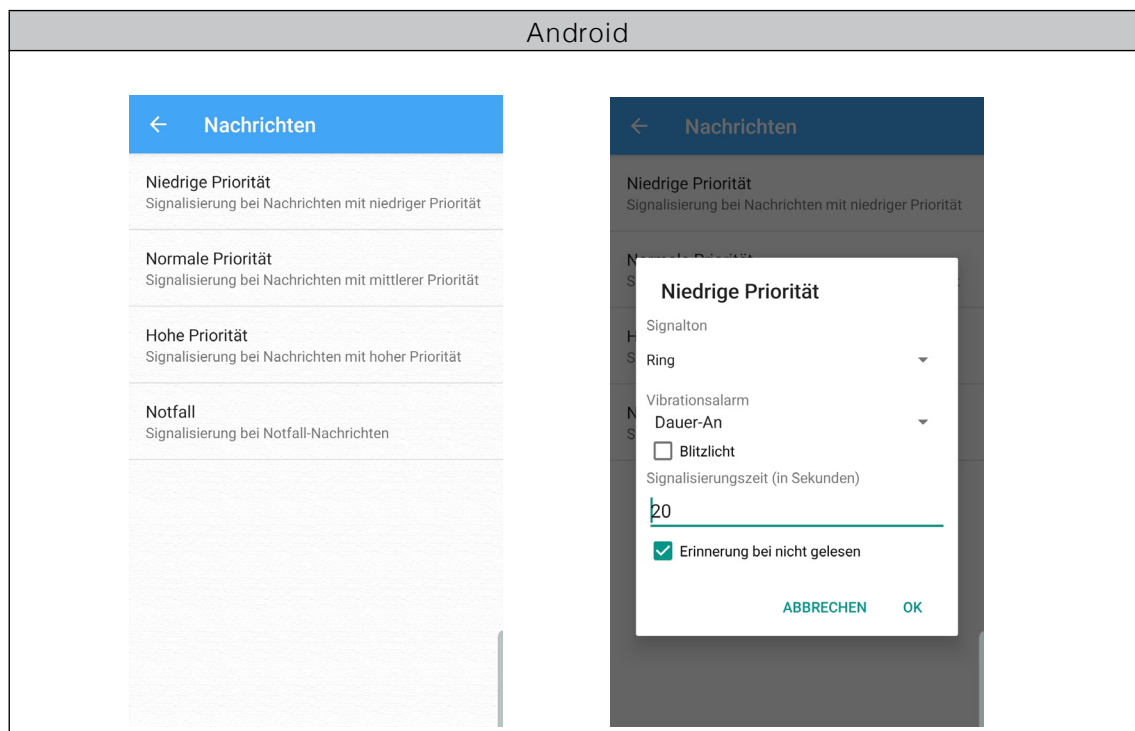 Android
Nachrichten
Niedrige Priorität
Signalisierung bei Nachrichten mit niedriger Priorität
Normale Priorität
Signalisierung bei Nachrichten mit mittlerer Priorität
Hohe Priorität
Signalisierung bei Nachrichten mit hoher Priorität
Notfall
Signalisierung bei Notfall-Nachrichten
Nachrichten
Niedrige Priorität
Signalisierung bei Nachrichten mit niedriger Priorität
Niedrige Priorität
Signalton
Ring
Vibrationsalarm
Dauer-An
Blitzlicht
Signalisierungszeit (in Sekunden)
20
Erinnerung bei nicht gelesen
ABBRECHEN OK